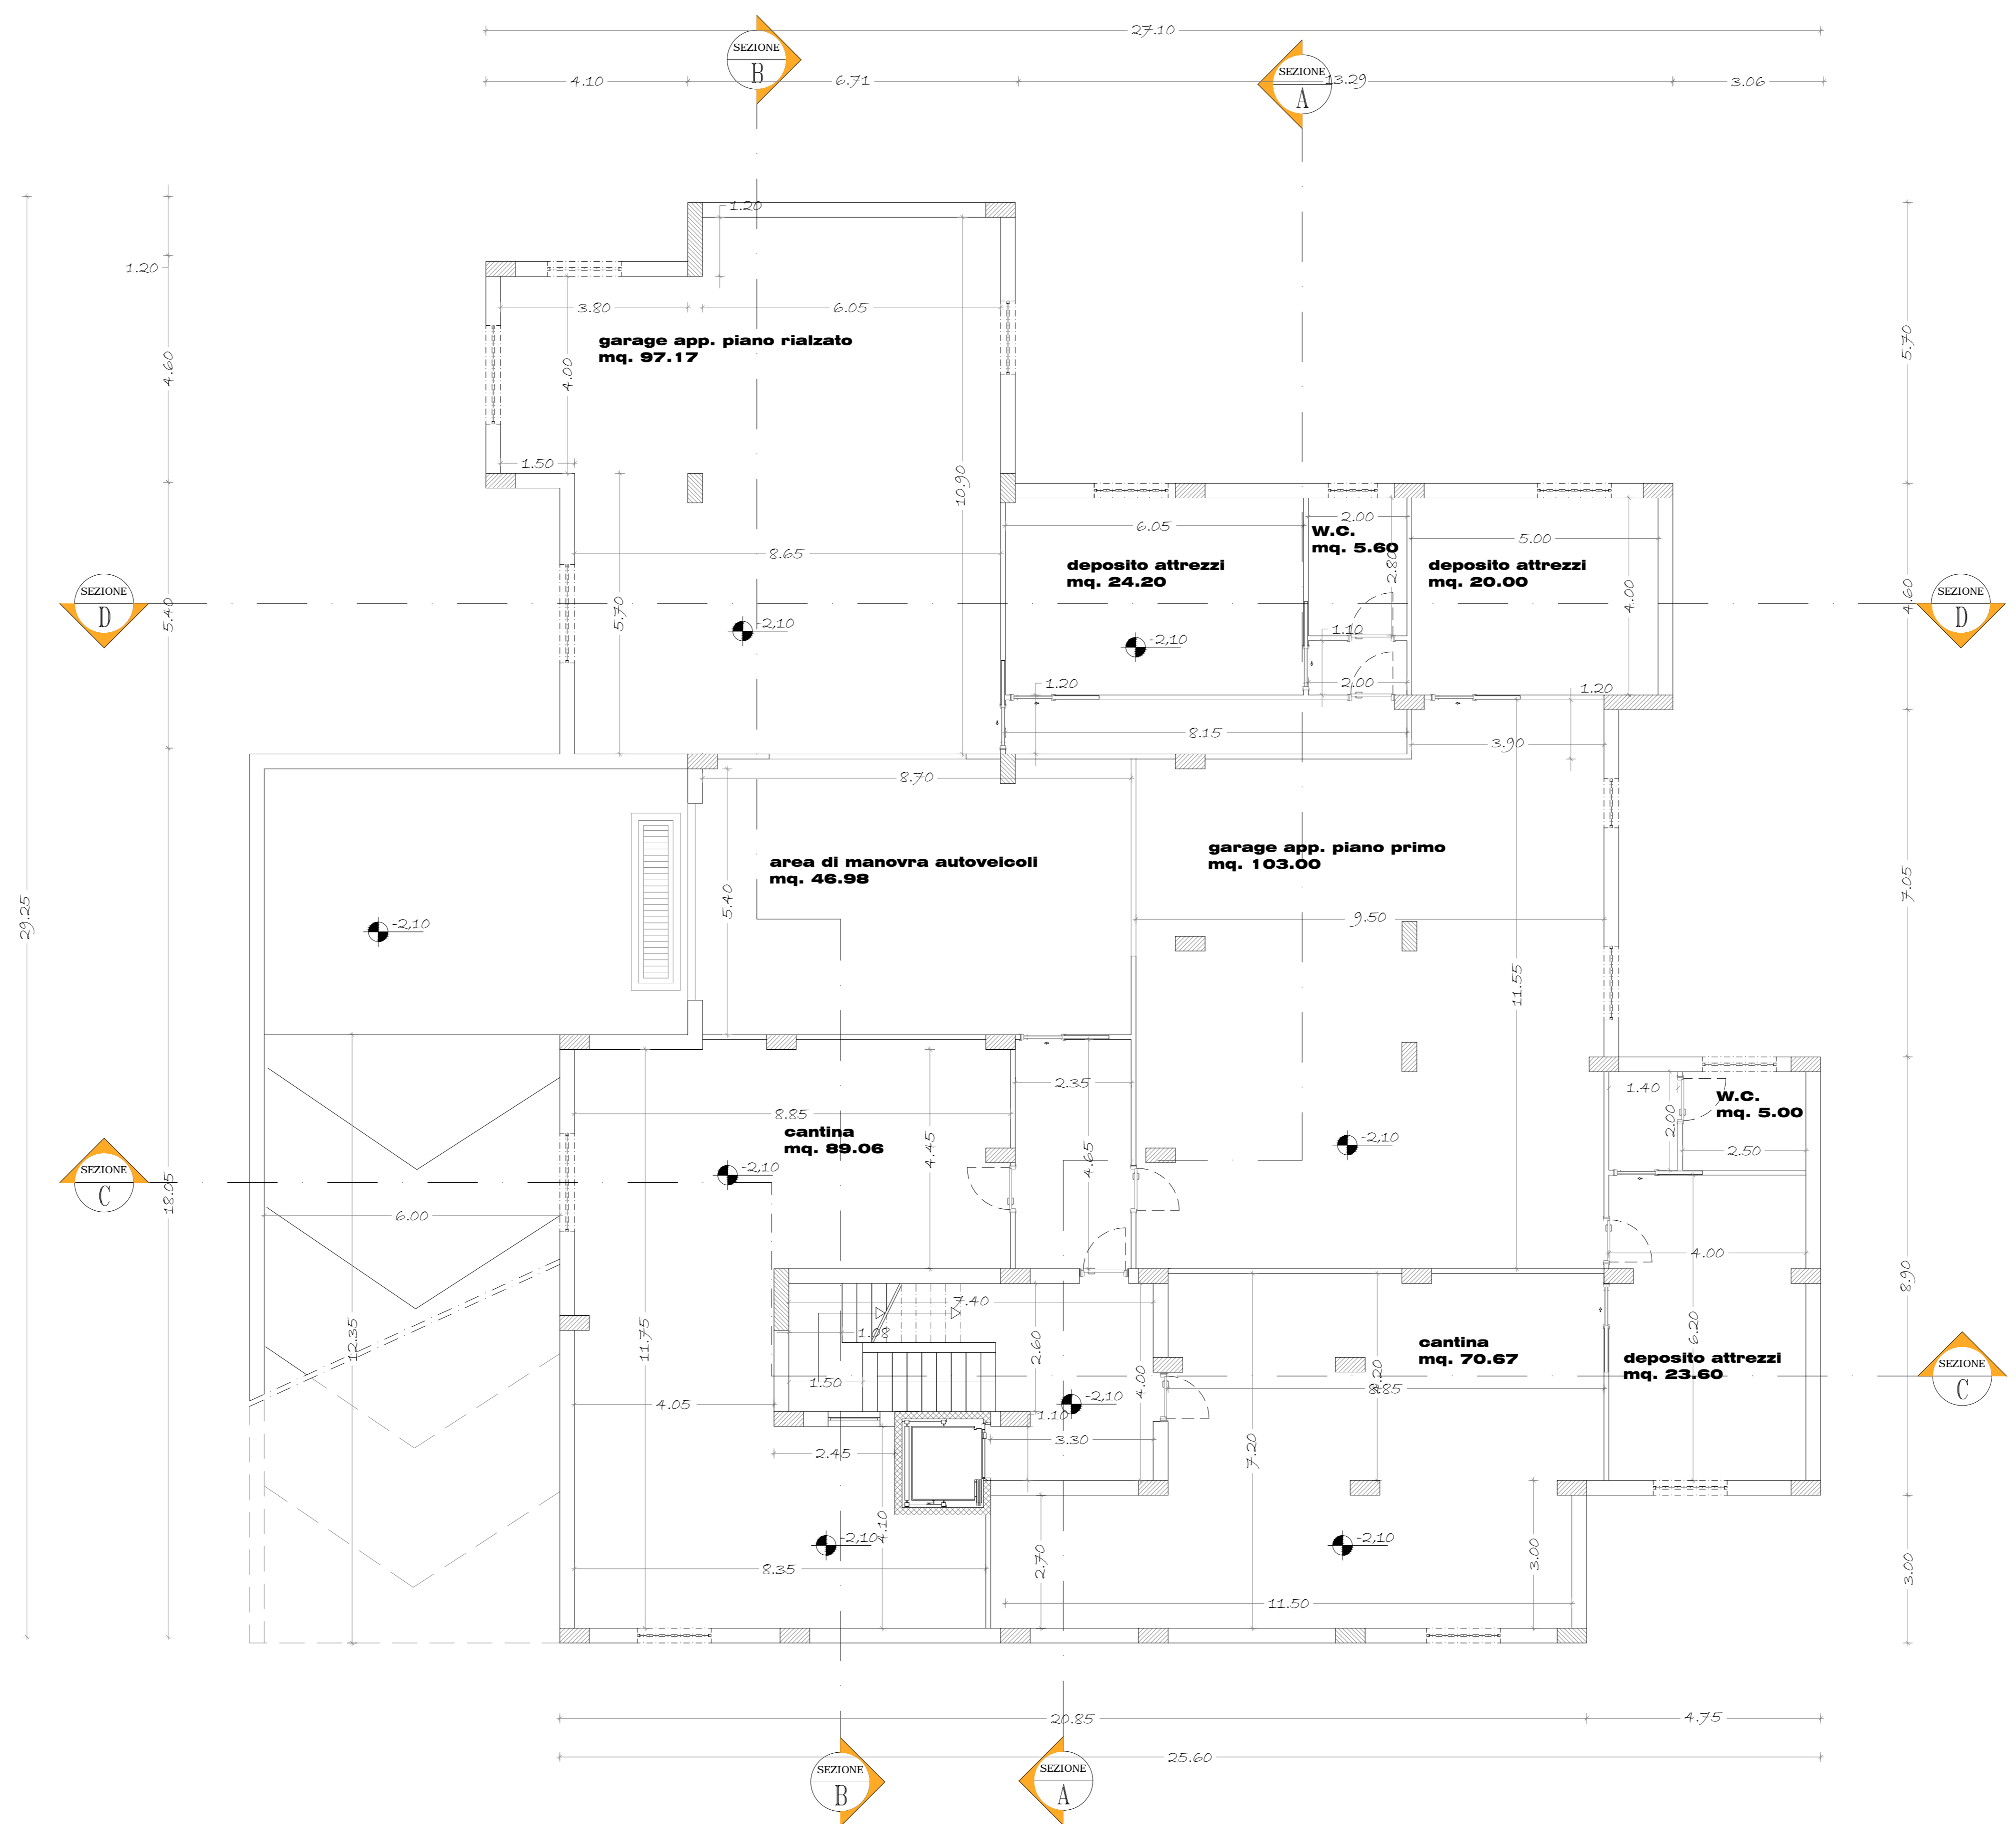 27.10
SEZIONE
B
SEZIONE
A
4.10
6.71
13.29
3.06
1.20
1.20
3.80
6.05
garage app. piano rialzato
mq. 97.17
4.60
4.00
5.70
1.50
10.90
6.05
2.00
W.C.
mq. 5.60
5.00
8.65
deposito attrezzi
mq. 24.20
2.80
deposito attrezzi
mq. 20.00
SEZIONE
D
5.40
5.70
4.00
4.60
SEZIONE
D
-2,10
-2,10
1.10
1.20
2.00
1.20
8.15
3.90
8.70
garage app. piano primo
mq. 103.00
area di manovra autoveicoli
mq. 46.98
5.40
7.05
29.25
-2,10
9.50
11.55
2.35
1.40
W.C.
mq. 5.00
8.85
cantina
mq. 89.06
4.45
4.65
2.00
-2,10
2.50
SEZIONE
C
-2,10
18.05
6.00
4.00
8.90
7.40
1.08
12.35
11.75
2.60
cantina
mq. 70.67
6.20
deposito attrezzi
mq. 23.60
SEZIONE
C
1.50
4.00
4.20
8.85
-2,10
4.05
1.10
2.45
3.30
7.20
4.10
-2,10
-2,10
2.70
3.00
3.00
8.35
11.50
20.85
4.75
25.60
SEZIONE
B
SEZIONE
A